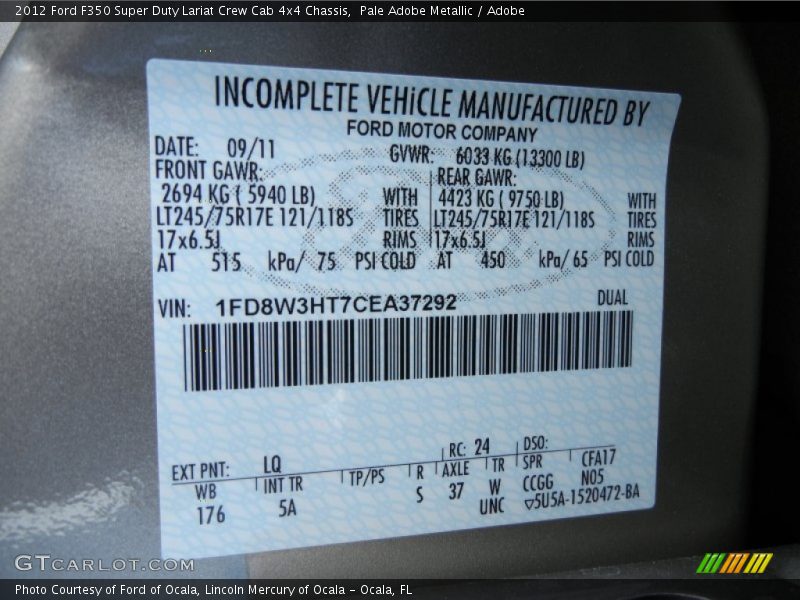 2012 Ford F350 Super Duty Lariat Crew Cab 4x4 Chassis, Pale Adobe Metallic / Adobe
INCOMPLETE VEHiCLE MANUFACTURED BY
FORD MOTOR COMPANY
DATE: 09/11 GVWR: 6033 KG (13300 LB)
FRONT GAWR: REAR GAWR:
2694 KG ( 5940 LB) WITH 4423 KG ( 9750 LB) WITH
LT245/75R17E 121/118S TIRES LT245/75R17E 121/118S TIRES
17x6.5J RIMS 17x6.5J RIMS
AT 515 kPa/ 75 PSI COLD AT 450 kPa/ 65 PSI COLD
VIN: 1FD8W3HT7CEA37292 DUAL
EXT PNT: LQ RC: 24 DSO:
WB INT TR TP/PS R AXLE TR SPR CFA17
176 5A S 37 W CCGG N05
UNC ▽5U5A-1520472-BA
GTCARLOT.COM
Photo Courtesy of Ford of Ocala, Lincoln Mercury of Ocala – Ocala, FL